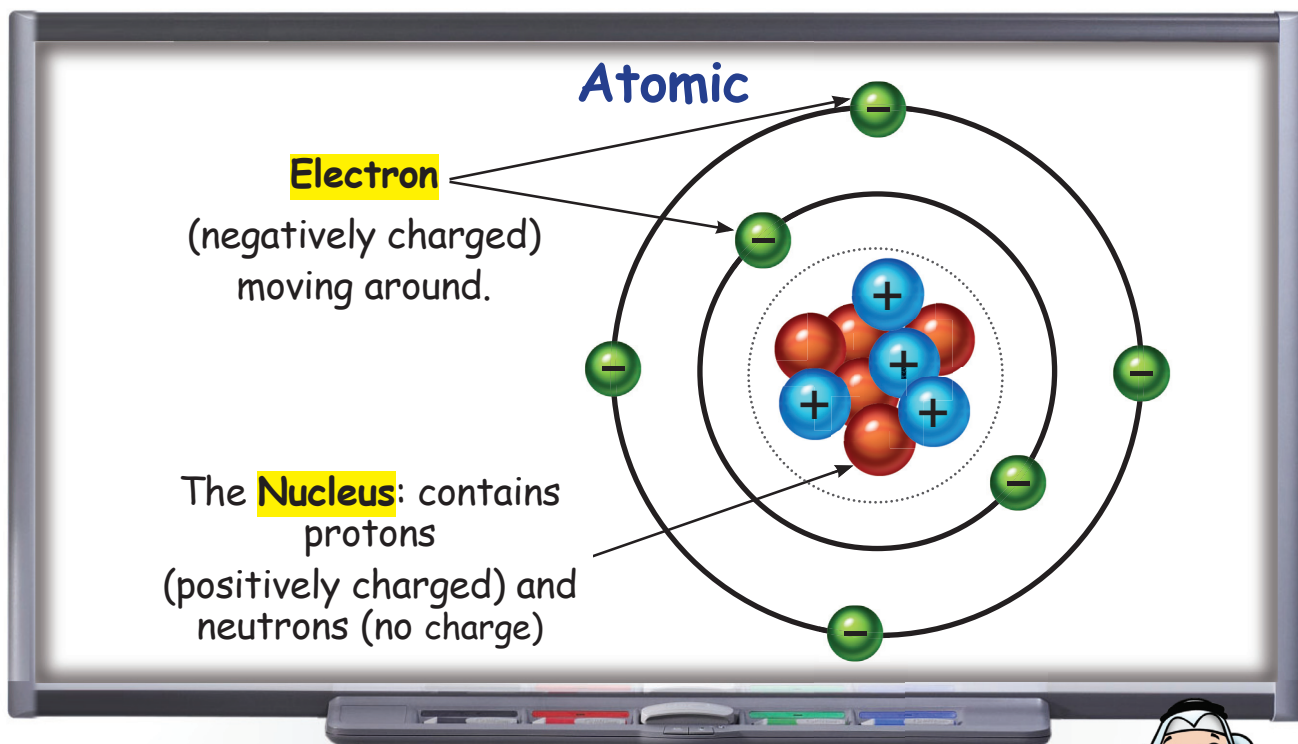 Atomic
Electron
(negatively charged)
moving around.
The Nucleus: contains
protons
(positively charged) and
neutrons (no charge)
−
−
−
−
−
−
+
+
+
+